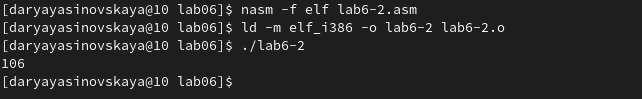 [daryayasinovskaya@10 lab06]$ nasm -f elf lab6-2.asm
[daryayasinovskaya@10 lab06]$ ld -m elf_i386 -o lab6-2 lab6-2.o
[daryayasinovskaya@10 lab06]$ ./lab6-2
106
[daryayasinovskaya@10 lab06]$